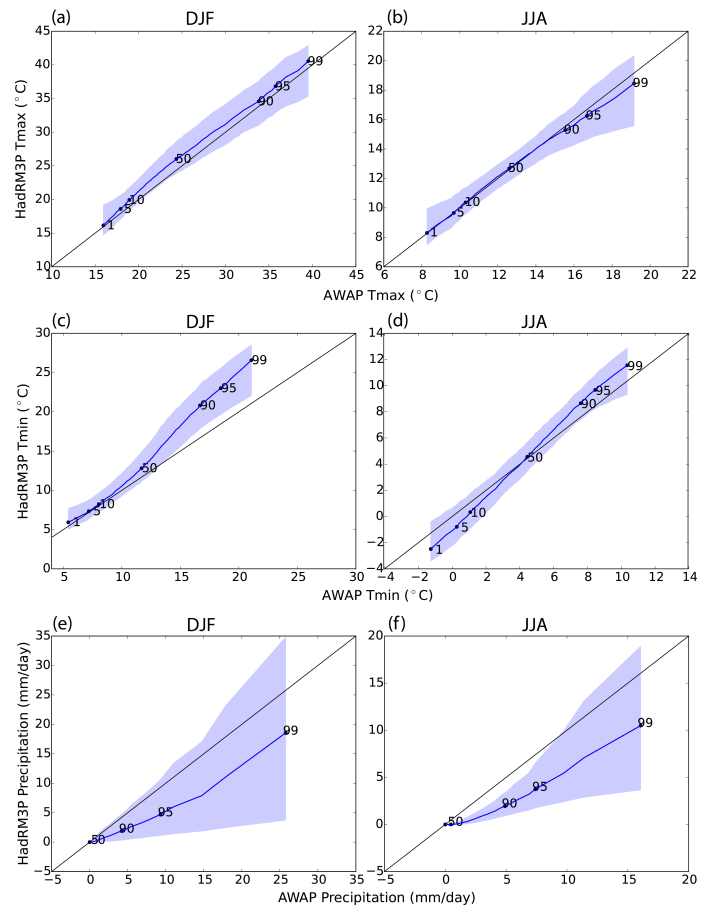 (a) DJF (b) JJA
45 40 35 30 25 20 15 10
HadRM3P Tmax (°C)
1 5 10 50 90 95 99
10 15 20 25 30 35 40 45
22 20 18 16 14 12 10 8 6
1 5 10 50 90 95 99
6 8 10 12 14 16 18 20 22
AWAP Tmax (°C)
(c) DJF (d) JJA
30 25 20 15 10 5 0
HadRM3P Tmin (°C)
1 5 10 50 90 95 99
5 10 15 20 25 30
14 12 10 8 6 4 2 0 −2 −4
1 5 10 50 90 95 99
−4 −2 0 2 4 6 8 10 12 14
AWAP Tmin (°C)
(e) DJF (f) JJA
35 30 25 20 15 10 5 0 −5
HadRM3P Precipitation (mm/day)
50 90 95 99
−5 0 5 10 15 20 25 30 35
20 15 10 5 0 −5
50 90 95 99
−5 0 5 10 15 20
AWAP Precipitation (mm/day)